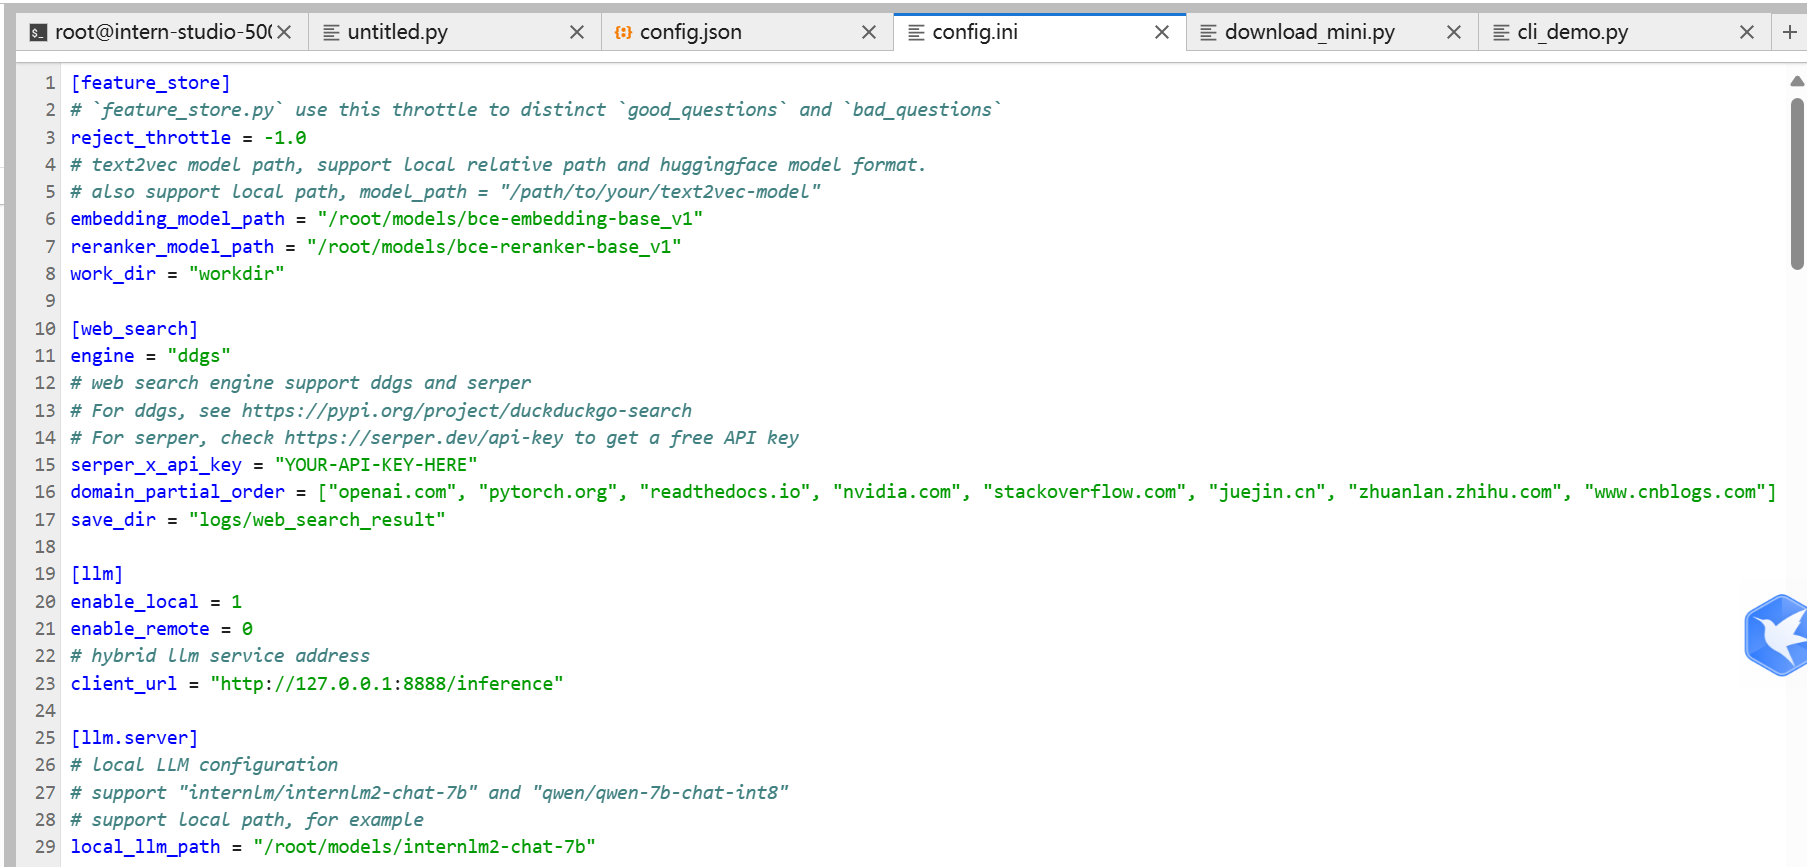 root@intern-studio-500
untitled.py
config.json
config.ini
download_mini.py
cli_demo.py
1 [feature_store]
2 # `feature_store.py` use this throttle to distinct `good_questions` and `bad_questions`
3 reject_throttle = -1.0
4 # text2vec model path, support local relative path and huggingface model format.
5 # also support local path, model_path = "/path/to/your/text2vec-model"
6 embedding_model_path = "/root/models/bce-embedding-base_v1"
7 reranker_model_path = "/root/models/bce-reranker-base_v1"
8 work_dir = "workdir"
9
10 [web_search]
11 engine = "ddgs"
12 # web search engine support ddgs and serper
13 # For ddgs, see https://pypi.org/project/duckduckgo-search
14 # For serper, check https://serper.dev/api-key to get a free API key
15 serper_x_api_key = "YOUR-API-KEY-HERE"
16 domain_partial_order = ["openai.com", "pytorch.org", "readthedocs.io", "nvidia.com", "stackoverflow.com", "juejin.cn", "zhuanlan.zhihu.com", "www.cnblogs.com"]
17 save_dir = "logs/web_search_result"
18
19 [llm]
20 enable_local = 1
21 enable_remote = 0
22 # hybrid llm service address
23 client_url = "http://127.0.0.1:8888/inference"
24
25 [llm.server]
26 # local LLM configuration
27 # support "internlm/internlm2-chat-7b" and "qwen/qwen-7b-chat-int8"
28 # support local path, for example
29 local_llm_path = "/root/models/internlm2-chat-7b"